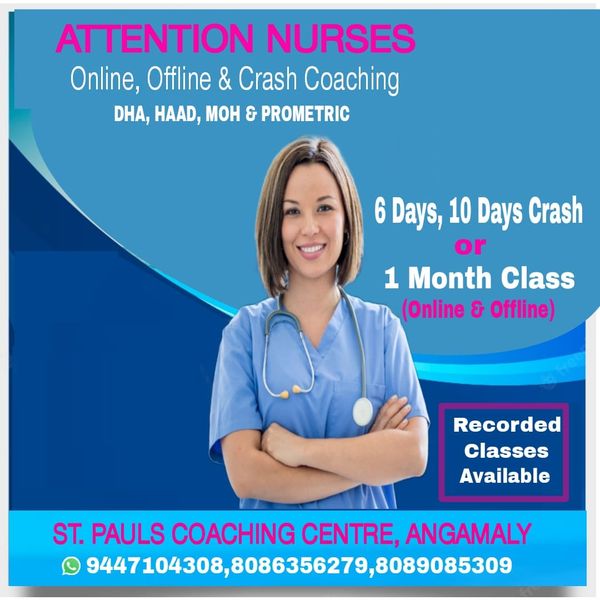 ATTENTION NURSES
Online, Offline & Crash Coaching
DHA, HAAD, MOH & PROMETRIC
6 Days, 10 Days Crash
or
1 Month Class
(Online & Offline)
Recorded
Classes
Available
ST. PAULS COACHING CENTRE, ANGAMALY
9447104308,8086356279,8089085309